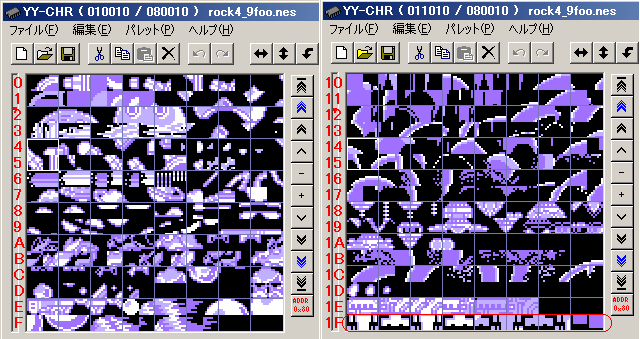 YY-CHR ( 010010 / 080010 ) rock4_9foo.nes
ファイル(F) 編集(E) パレット(P) ヘルプ(H)
0
1
2
3
4
5
6
7
8
9
A
B
C
D
E
F
ADDR
0x80
YY-CHR ( 011010 / 080010 ) rock4_9foo.nes
ファイル(F) 編集(E) パレット(P) ヘルプ(H)
10
11
12
13
14
15
16
17
18
19
1A
1B
1C
1D
1E
1F
ADDR
0x80